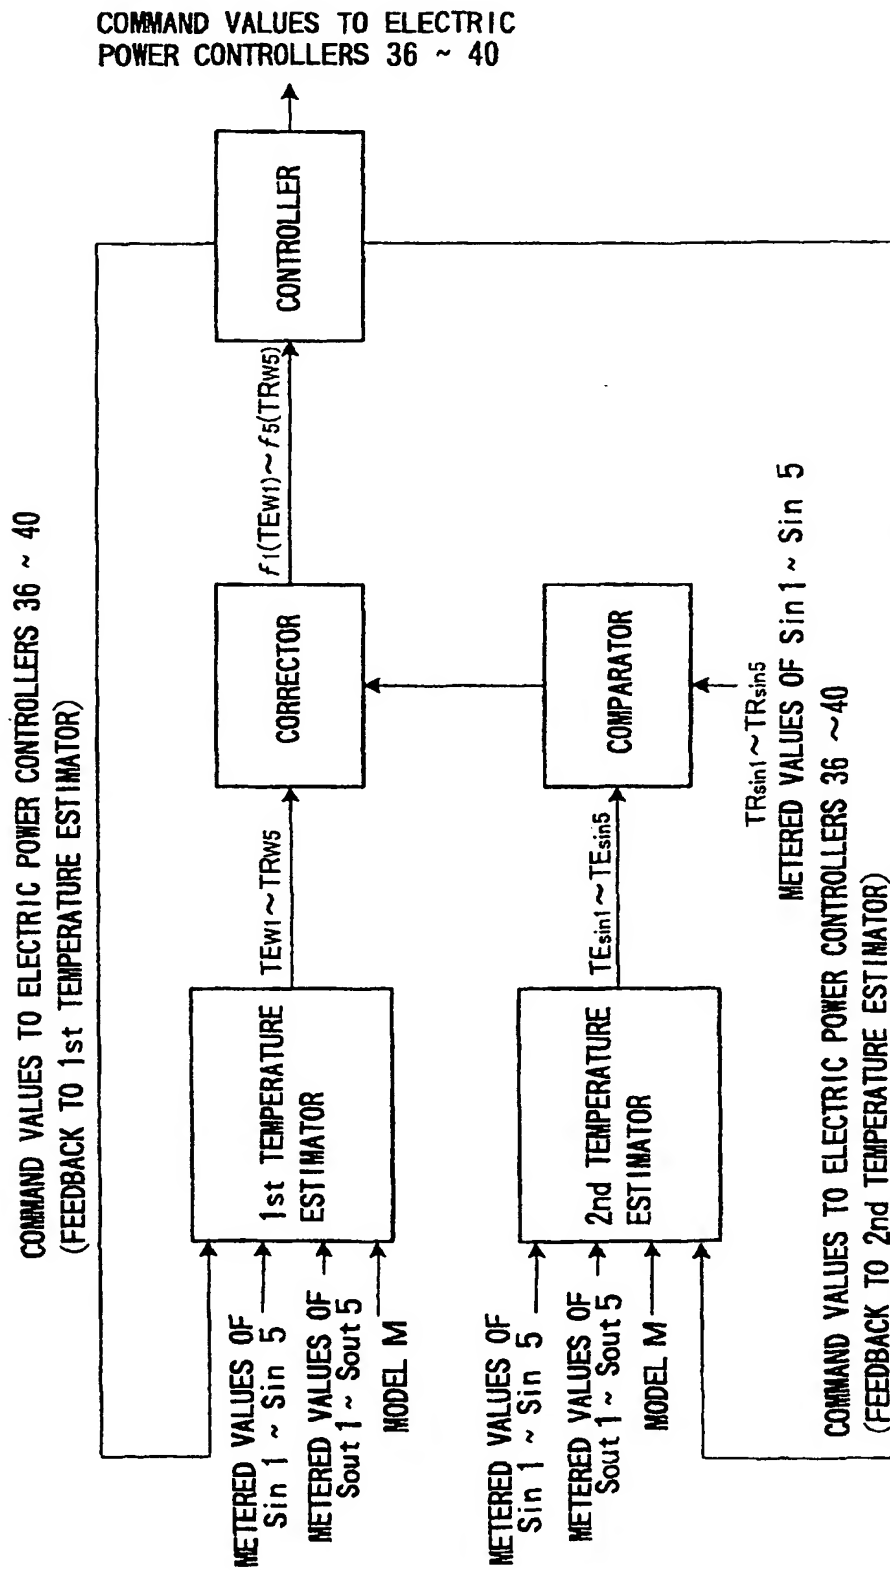 COMMAND VALUES TO ELECTRIC
POWER CONTROLLERS 36 ~ 40
COMMAND VALUES TO ELECTRIC POWER CONTROLLERS 36 ~ 40
(FEEDBACK TO 1st TEMPERATURE ESTIMATOR)
METERED VALUES OF
Sin 1 ~ Sin 5
METERED VALUES OF
Sout 1 ~ Sout 5
MODEL M
1st TEMPERATURE
ESTIMATOR
TEW1~TRW5
CORRECTOR
f1(TEW1)~f5(TRW5)
CONTROLLER
METERED VALUES OF
Sin 1 ~ Sin 5
METERED VALUES OF
Sout 1 ~ Sout 5
MODEL M
2nd TEMPERATURE
ESTIMATOR
TEsin1~TEsin5
COMPARATOR
TRsin1~TRsin5
METERED VALUES OF Sin 1 ~ Sin 5
COMMAND VALUES TO ELECTRIC POWER CONTROLLERS 36 ~40
(FEEDBACK TO 2nd TEMPERATURE ESTIMATOR)